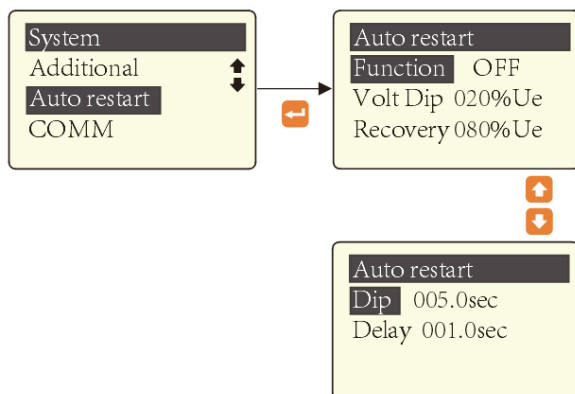 System
Additional
Auto restart
COMM
Auto restart
Function OFF
Volt Dip 020%Ue
Recovery 080%Ue
Auto restart
Dip 005.0sec
Delay 001.0sec